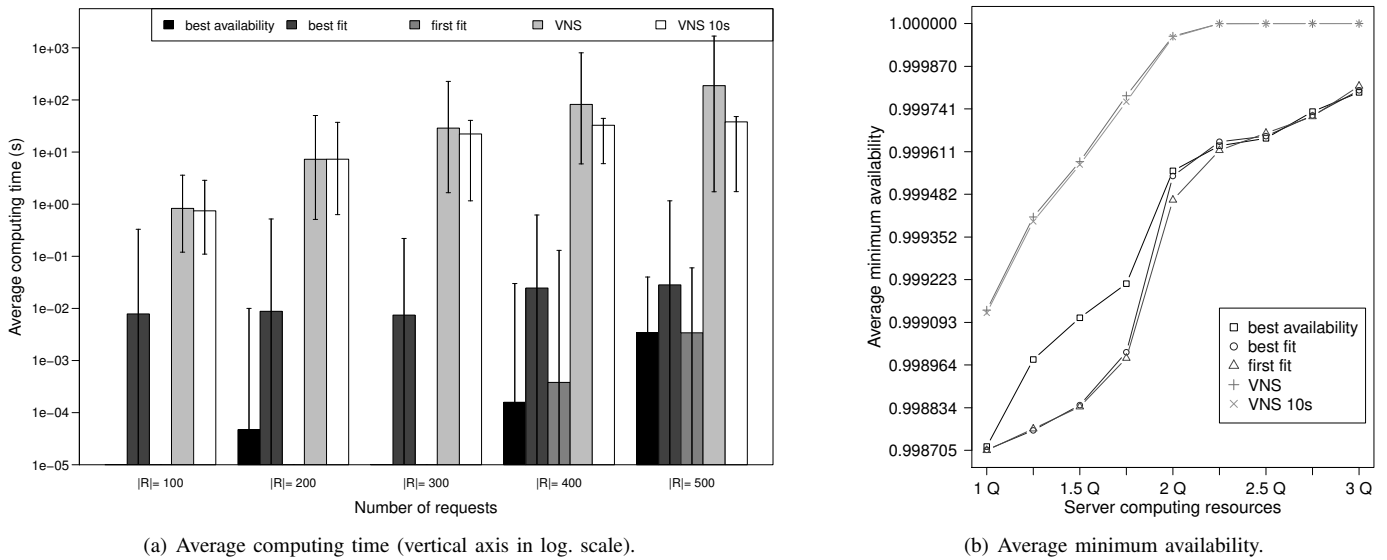 best availability
best fit
first fit
VNS
VNS 10s
1e+03
1e+02
1e+01
1e+00
1e−01
1e−02
1e−03
1e−04
1e−05
Average computing time (s)
|R|= 100
|R|= 200
|R|= 300
|R|= 400
|R|= 500
Number of requests
(a) Average computing time (vertical axis in log. scale).
1.000000
0.999870
0.999741
0.999611
0.999482
0.999352
0.999223
0.999093
0.998964
0.998834
0.998705
Average minimum availability
best availability
best fit
first fit
VNS
VNS 10s
1 Q
1.5 Q
2 Q
2.5 Q
3 Q
Server computing resources
(b) Average minimum availability.